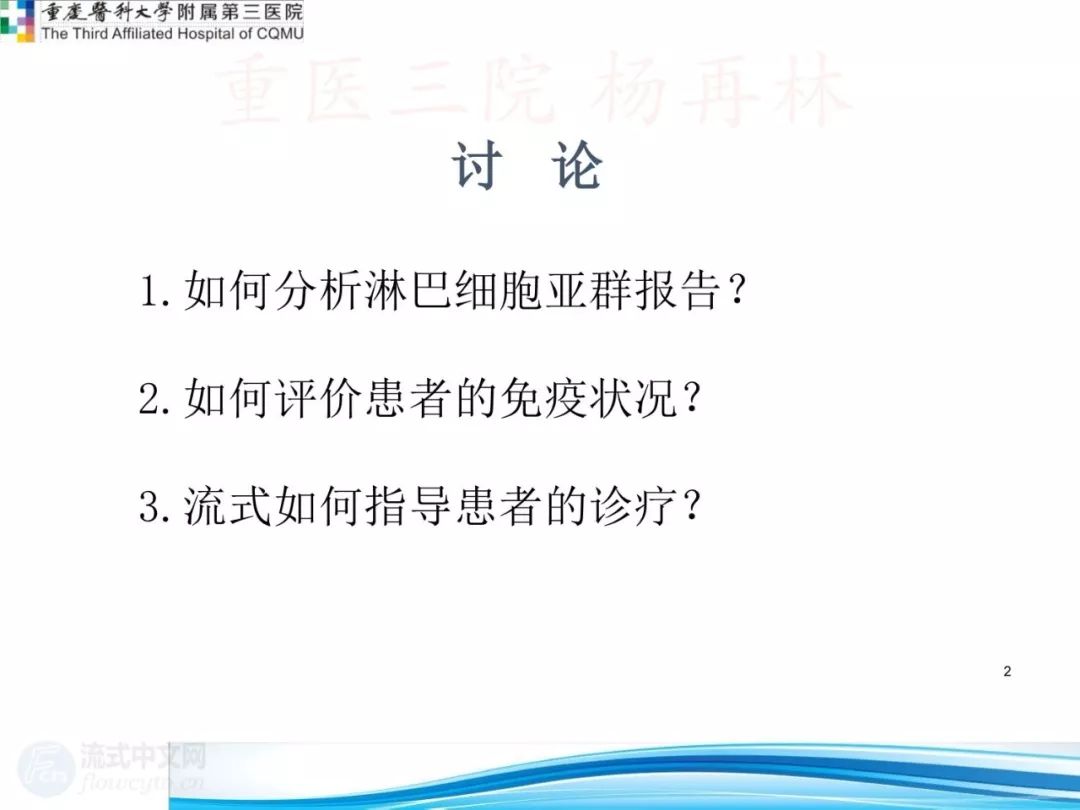 重庆醫科大学附属第三医院
The Third Affiliated Hospital of CQMU
重医三院 杨再林
讨 论
1.如何分析淋巴细胞亚群报告?
2.如何评价患者的免疫状况?
3.流式如何指导患者的诊疗?
2
流式中文网
flowcyto.cn